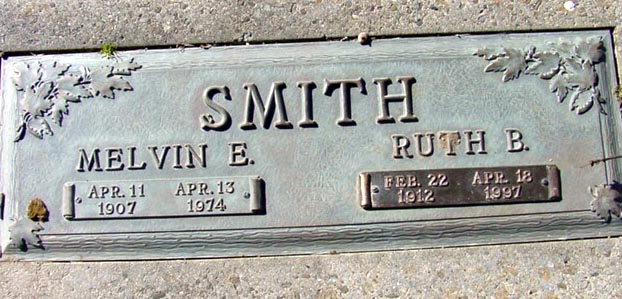 SMITH
MELVIN E.
APR. 11 APR. 13
1907 1974
RUTH B.
FEB. 22 APR. 18
1912 1997